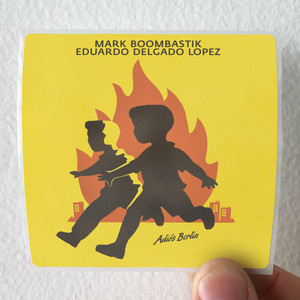 MARK BOOMBASTIK
EDUARDO DELGADO LOPEZ
Adiós Berlin